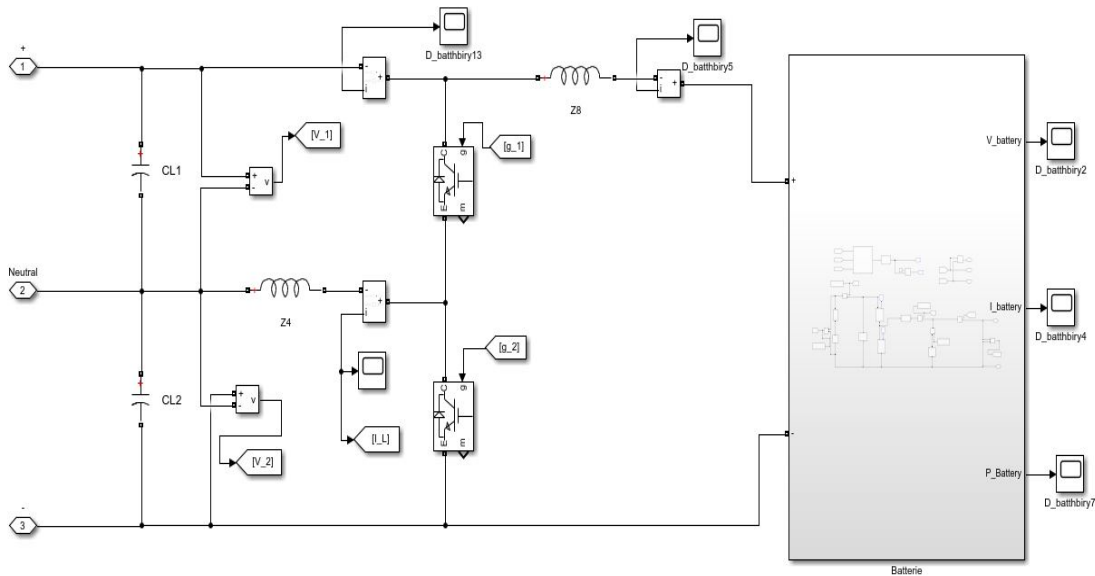 D_batthbiry13
D_batthbiry5
+
1
-
i
+
Z8
-
i
+
[V_1]
[g_1]
CL1
+
-
v
C
g
E
m
V_battery
D_batthbiry2
+
Neutral
2
Z4
-
i
+
[g_2]
I_battery
D_batthbiry4
CL2
+
-
v
C
g
E
m
[V_2]
[I_L]
-
P_Battery
D_batthbiry7
-
3
Batterie